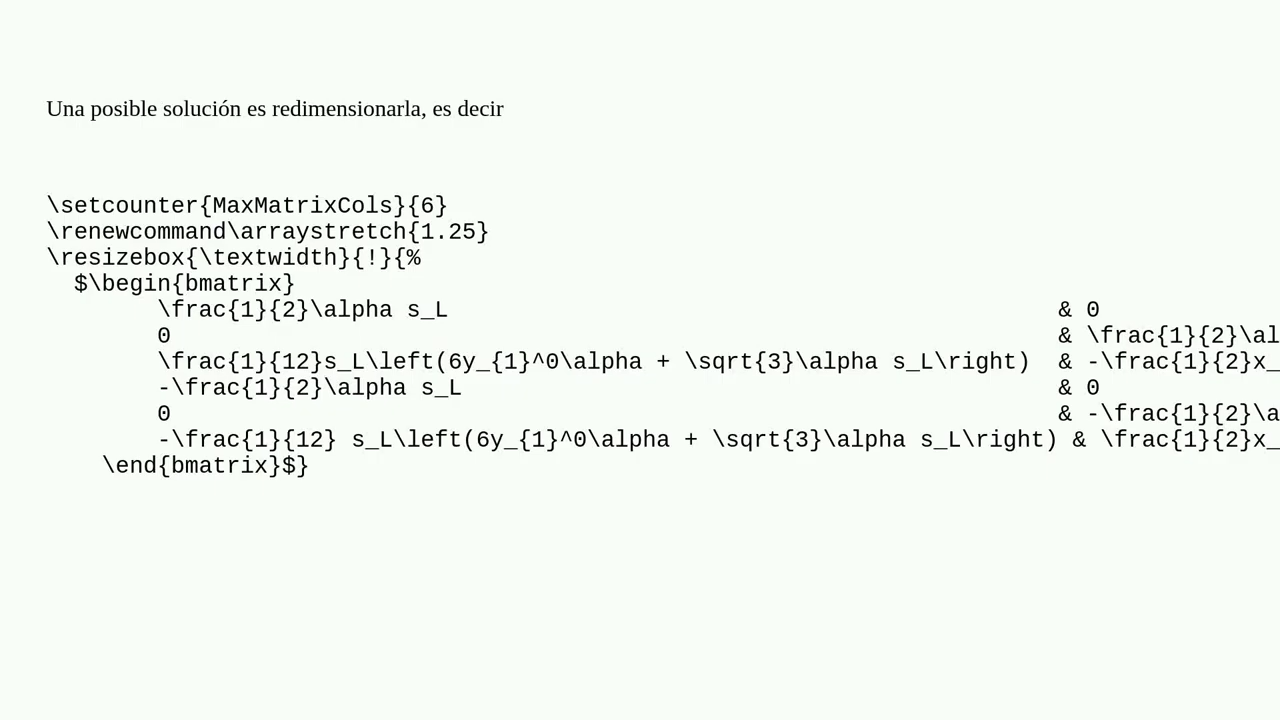 Una posible solución es redimensionarla, es decir
\setcounter{MaxMatrixCols}{6}
\renewcommand\arraystretch{1.25}
\resizebox{\textwidth}{!}{%
  $\begin{bmatrix}
        \frac{1}{2}\alpha s_L                                            & 0
        0                                                                & \frac{1}{2}\al
        \frac{1}{12}s_L\left(6y_{1}^0\alpha + \sqrt{3}\alpha s_L\right)  & -\frac{1}{2}x_
        -\frac{1}{2}\alpha s_L                                           & 0
        0                                                                & -\frac{1}{2}\a
        -\frac{1}{12} s_L\left(6y_{1}^0\alpha + \sqrt{3}\alpha s_L\right) & \frac{1}{2}x_
    \end{bmatrix}$}